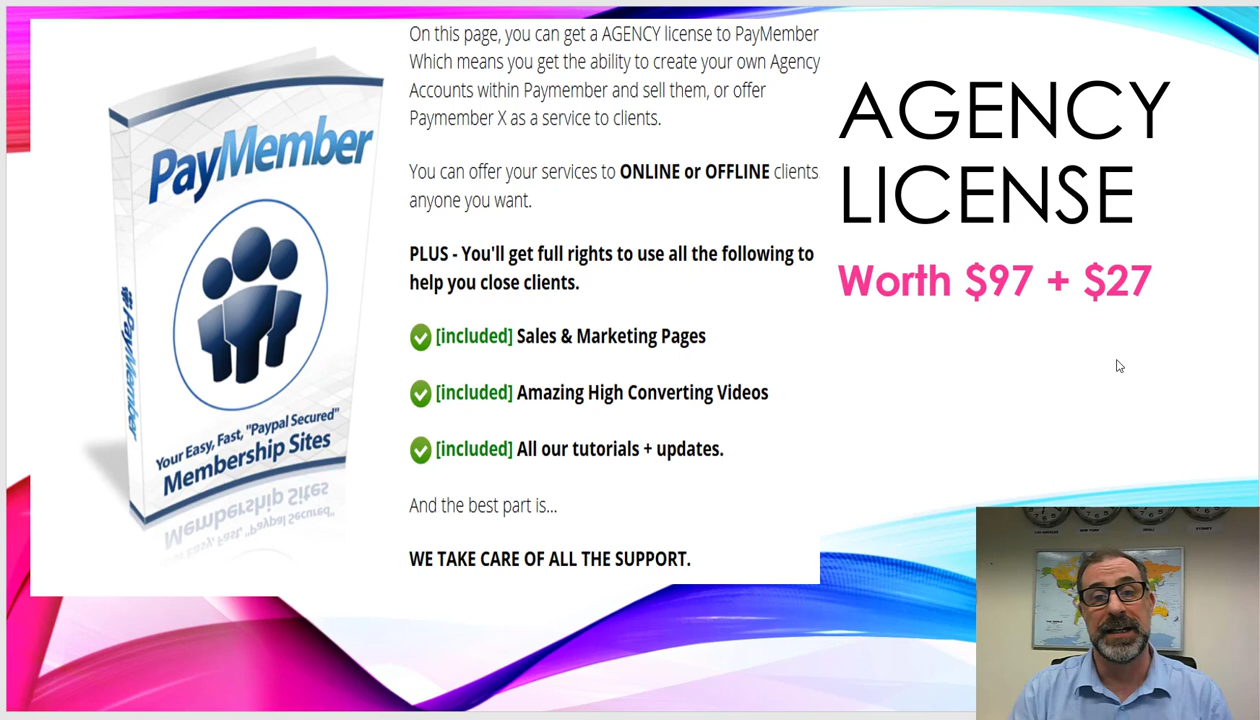 On this page, you can get a AGENCY license to PayMember
Which means you get the ability to create your own Agency
Accounts within Paymember and sell them, or offer
Paymember X as a service to clients.
You can offer your services to ONLINE or OFFLINE clients
anyone you want.
PLUS - You'll get full rights to use all the following to
help you close clients.
[included] Sales & Marketing Pages
[included] Amazing High Converting Videos
[included] All our tutorials + updates.
And the best part is...
WE TAKE CARE OF ALL THE SUPPORT.
AGENCY
LICENSE
Worth $97 + $27
PayMember
Your Easy, Fast, "Paypal Secured"
Membership Sites
#PayMember